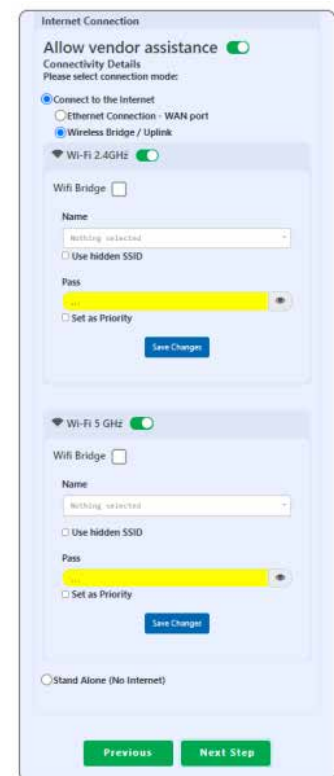 Internet Connection
Allow vendor assistance
Connectivity Details
Please select connection mode:
Connect to the Internet
Ethernet Connection - WAN port
Wireless Bridge / Uplink
Wi-Fi 2.4GHz
Wifi Bridge
Name
Nothing selected
Use hidden SSID
Pass
...
Set as Priority
Save Changes
Wi-Fi 5 GHz
Wifi Bridge
Name
Nothing selected
Use hidden SSID
Pass
...
Set as Priority
Save Changes
Stand Alone (No Internet)
Previous Next Step